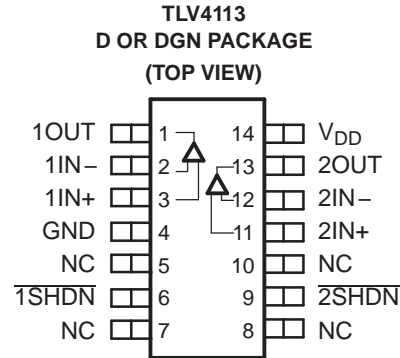 TLV4113
D OR DGN PACKAGE
(TOP VIEW)
1OUT 1 14 VDD
1IN− 2 13 2OUT
1IN+ 3 12 2IN−
GND 4 11 2IN+
NC 5 10 NC
1SHDN 6 9 2SHDN
NC 7 8 NC